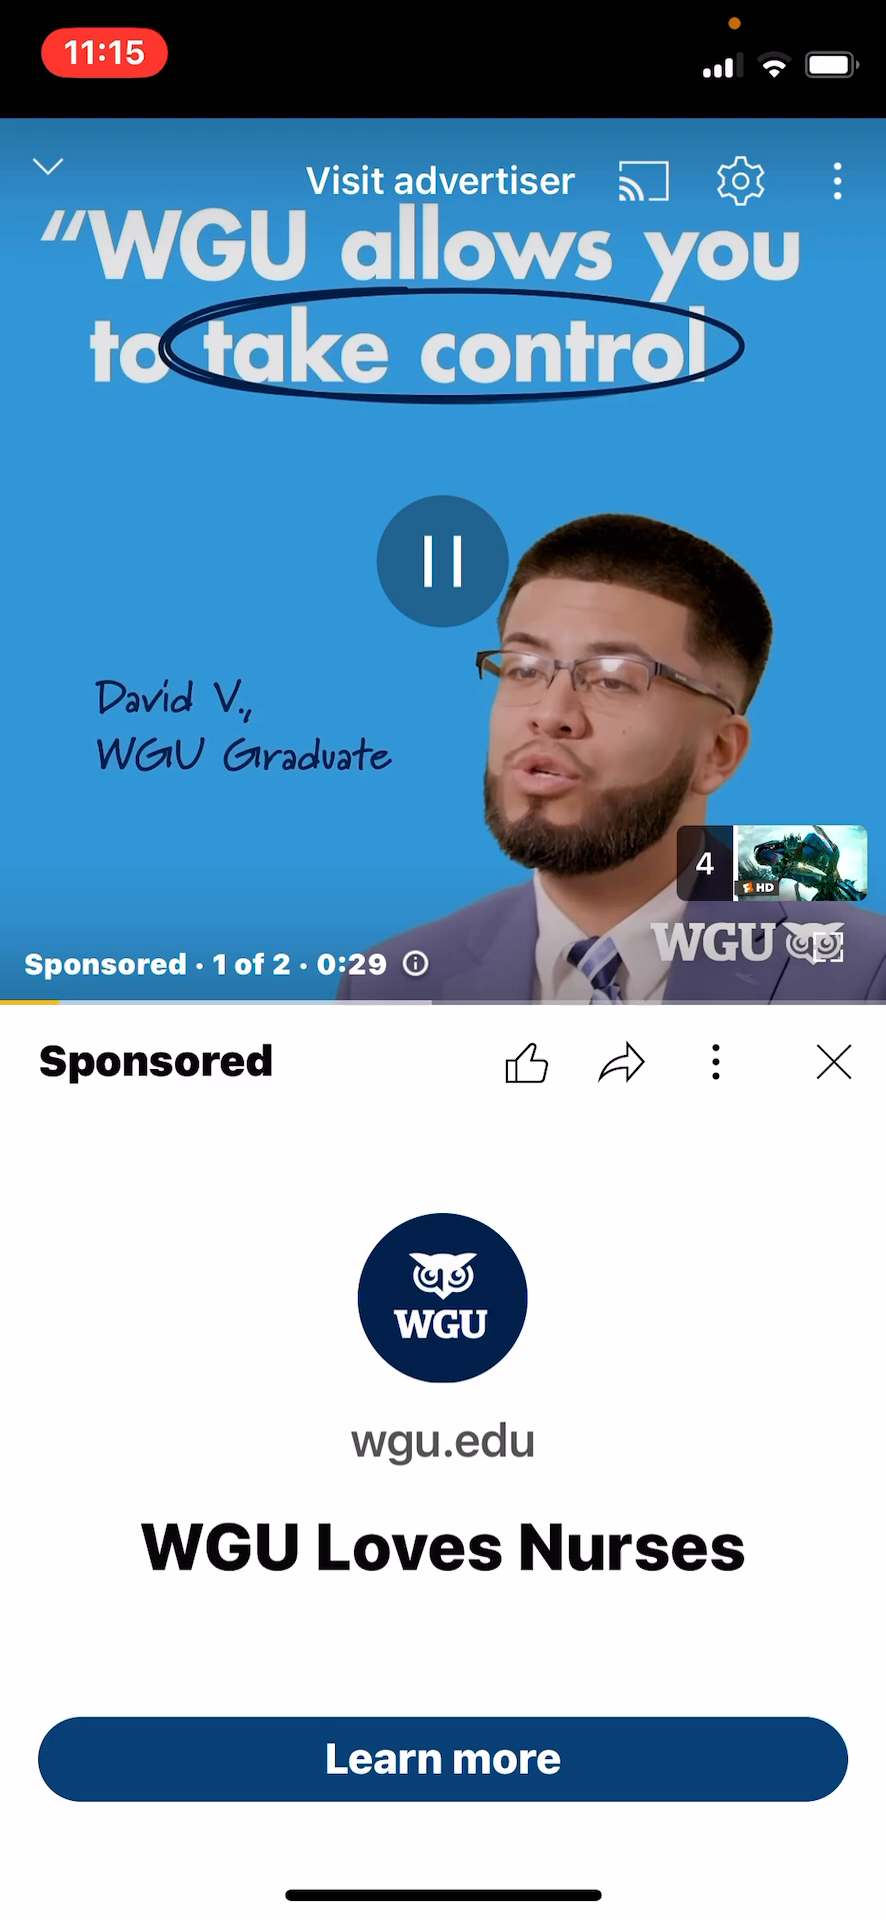 11:15
Visit advertiser
“WGU allows you
to take control
David V.,
WGU Graduate
4
HD
WGU
Sponsored · 1 of 2 · 0:29
Sponsored
WGU
wgu.edu
WGU Loves Nurses
Learn more